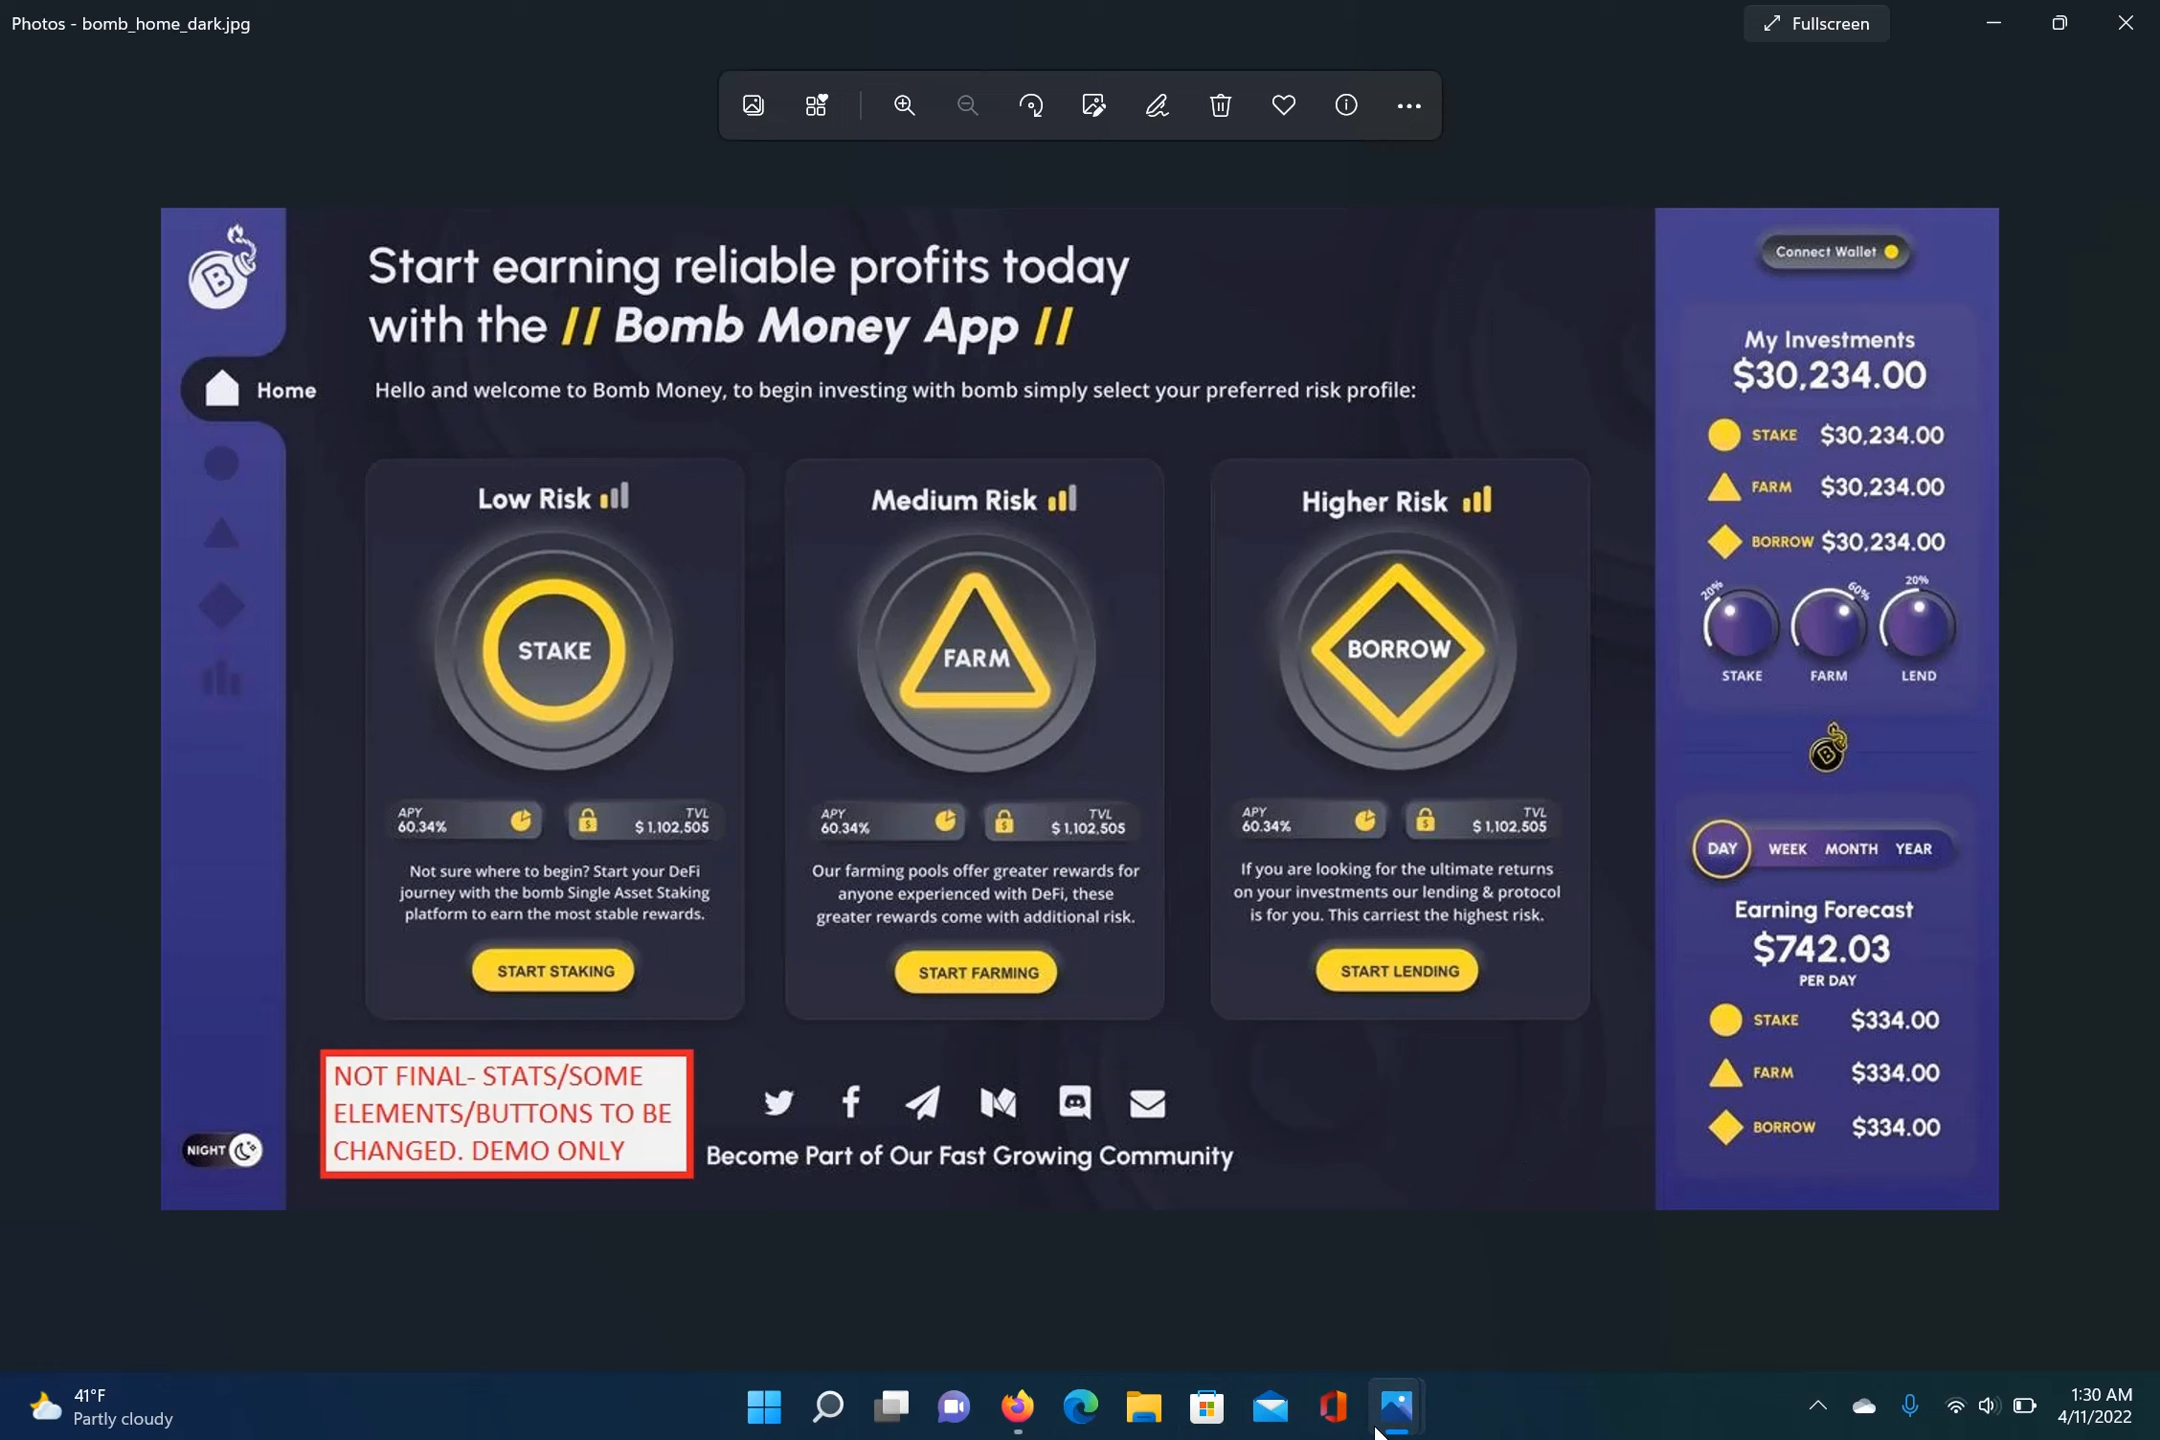 Photos - bomb_home_dark.jpg
Fullscreen
Start earning reliable profits today
with the // Bomb Money App //
Home
Hello and welcome to Bomb Money, to begin investing with bomb simply select your preferred risk profile:
Low Risk
STAKE
APY
60.34%
TVL
$ 1,102,505
Not sure where to begin? Start your DeFi
journey with the bomb Single Asset Staking
platform to earn the most stable rewards.
START STAKING
Medium Risk
FARM
APY
60.34%
TVL
$ 1,102,505
Our farming pools offer greater rewards for
anyone experienced with DeFi, these
greater rewards come with additional risk.
START FARMING
Higher Risk
BORROW
APY
60.34%
TVL
$ 1,102,505
If you are looking for the ultimate returns
on your investments our lending & protocol
is for you. This carriest the highest risk.
START LENDING
NIGHT
NOT FINAL- STATS/SOME
ELEMENTS/BUTTONS TO BE
CHANGED. DEMO ONLY
Become Part of Our Fast Growing Community
Connect Wallet
My Investments
$30,234.00
STAKE $30,234.00
FARM $30,234.00
BORROW $30,234.00
20% 60% 20%
STAKE FARM LEND
DAY WEEK MONTH YEAR
Earning Forecast
$742.03
PER DAY
STAKE $334.00
FARM $334.00
BORROW $334.00
41°F
Partly cloudy
1:30 AM
4/11/2022